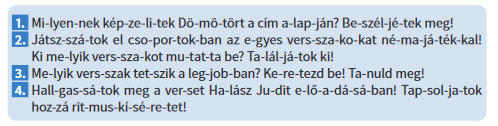 1. Mi-lyen-nek kép-ze-li-tek Dö-mö-tört a cím a-lap-ján? Be-szél-jé-tek meg!
2. Játsz-szá-tok el cso-por-tok-ban az e-gyes vers-sza-ko-kat né-ma-já-ték-kal!
Ki me-lyik vers-sza-kot mu-tat-ta be? Ta-lál-já-tok ki!
3. Me-lyik vers-szak tet-szik a leg-job-ban? Ke-re-tezd be! Ta-nuld meg!
4. Hall-gas-sá-tok meg a ver-set Ha-lász Ju-dit e-lő-a-dá-sá-ban! Tap-sol-ja-tok
hoz-zá rit-mus-kí-sé-re-tet!